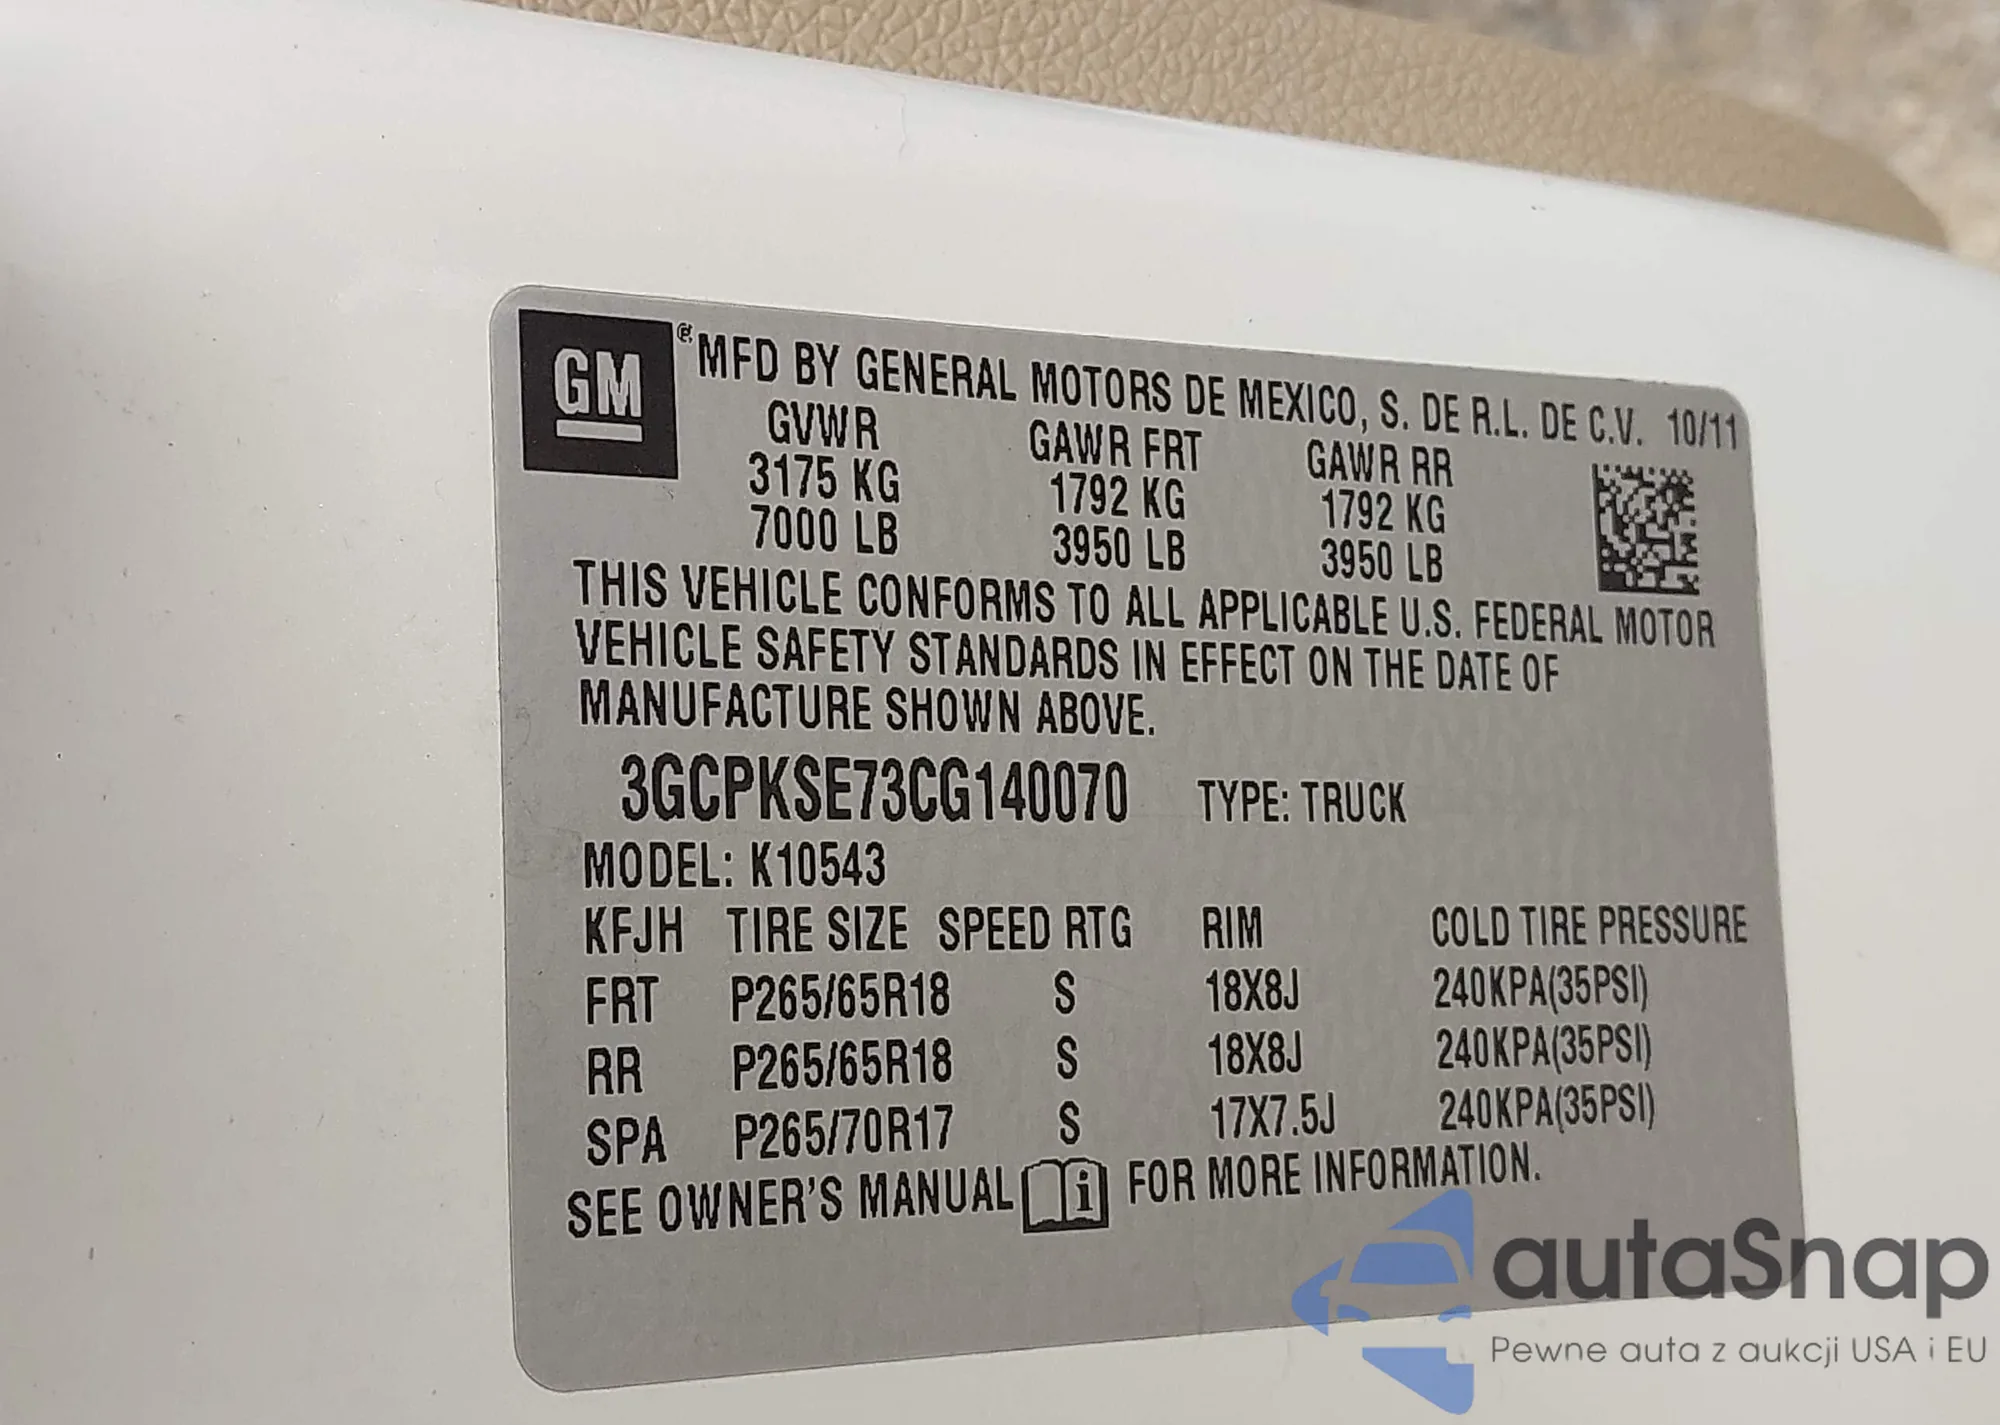 GM ® MFD BY GENERAL MOTORS DE MEXICO, S. DE R.L. DE C.V. 10/11
GVWR GAWR FRT GAWR RR
3175 KG 1792 KG 1792 KG
7000 LB 3950 LB 3950 LB
THIS VEHICLE CONFORMS TO ALL APPLICABLE U.S. FEDERAL MOTOR
VEHICLE SAFETY STANDARDS IN EFFECT ON THE DATE OF
MANUFACTURE SHOWN ABOVE.
3GCPKSE73CG140070 TYPE: TRUCK
MODEL: K10543
KFJH TIRE SIZE SPEED RTG RIM COLD TIRE PRESSURE
FRT P265/65R18 S 18X8J 240KPA(35PSI)
RR P265/65R18 S 18X8J 240KPA(35PSI)
SPA P265/70R17 S 17X7.5J 240KPA(35PSI)
SEE OWNER'S MANUAL i FOR MORE INFORMATION.
autaSnap
Pewne auta z aukcji USA i EU